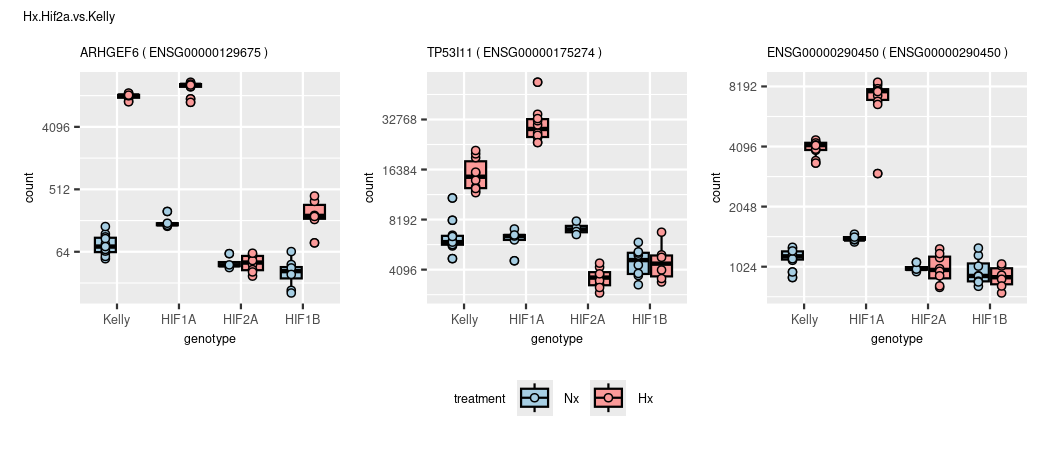 Hx.Hif2a.vs.Kelly
ARHGEF6 ( ENSG00000129675 )
count
4096
512
64
Kelly HIF1A HIF2A HIF1B
genotype
TP53I11 ( ENSG00000175274 )
count
32768
16384
8192
4096
Kelly HIF1A HIF2A HIF1B
genotype
ENSG00000290450 ( ENSG00000290450 )
count
8192
4096
2048
1024
Kelly HIF1A HIF2A HIF1B
genotype
treatment Nx Hx